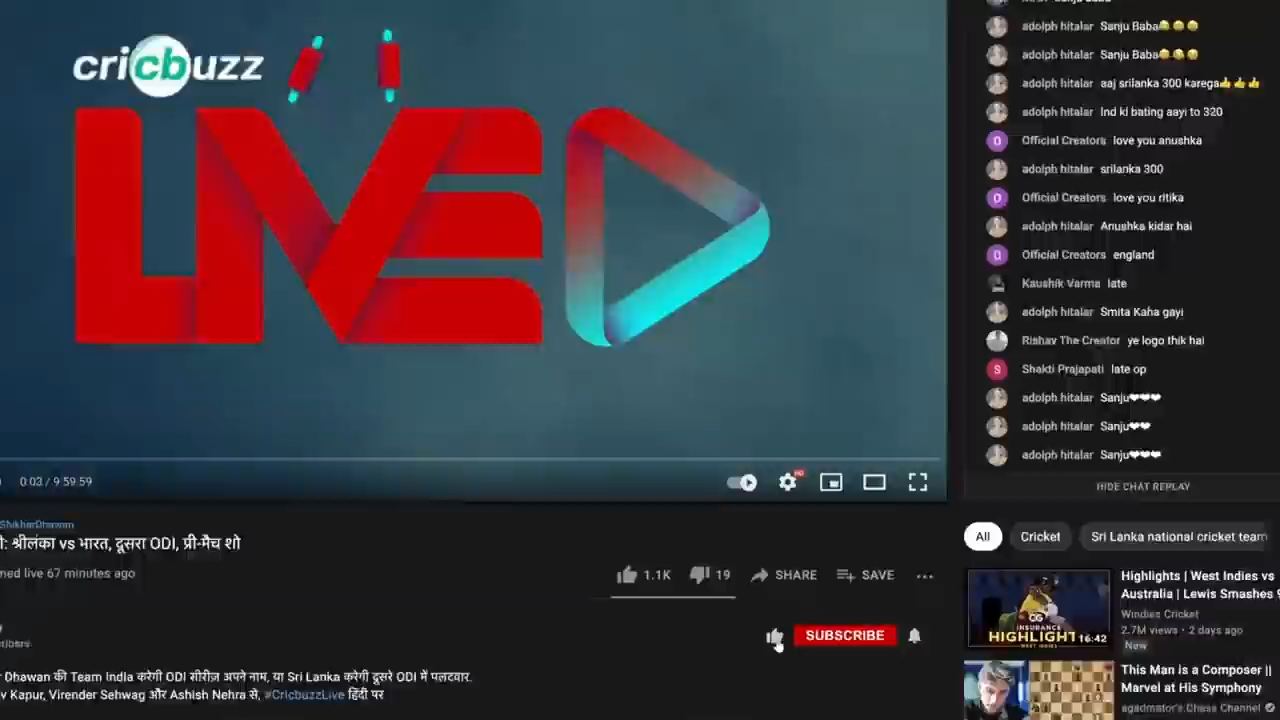 cricbuzz
LIVE
0:03 / 9:59:59
HD
ShikharDhawan
श्रीलंका vs भारत, दूसरा ODI, प्री-मैच शो
live 67 minutes ago
1.1K
19
SHARE
SAVE
SUBSCRIBE
Dhawan की Team India करेगी ODI सीरीज़ अपने नाम, या Sri Lanka करेगी दूसरे ODI में पलटवार.
Kapur, Virender Sehwag और Ashish Nehra से, #CricbuzzLive हिंदी पर
adolph hitalar Sanju Baba😂😂😂
adolph hitalar Sanju Baba😂😂😂
adolph hitalar aaj srilanka 300 karega👍👍👍
adolph hitalar Ind ki bating aayi to 320
O Official Creators love you anushka
adolph hitalar srilanka 300
O Official Creators love you ritika
adolph hitalar Anushka kidar hai
O Official Creators england
Kaushik Varma late
adolph hitalar Smita Kaha gayi
Rishav The Creator ye logo thik hai
S Shakti Prajapati late op
adolph hitalar Sanju❤❤❤
adolph hitalar Sanju❤❤
adolph hitalar Sanju❤❤❤
HIDE CHAT REPLAY
All
Cricket
Sri Lanka national cricket team
CG
INSURANCE
HIGHLIGHT
WEST INDIES
16:42
Highlights | West Indies vs
Australia | Lewis Smashes
Windies Cricket
2.7M views • 2 days ago
New
This Man is a Composer ||
Marvel at His Symphony
agadmator's Chess Channel